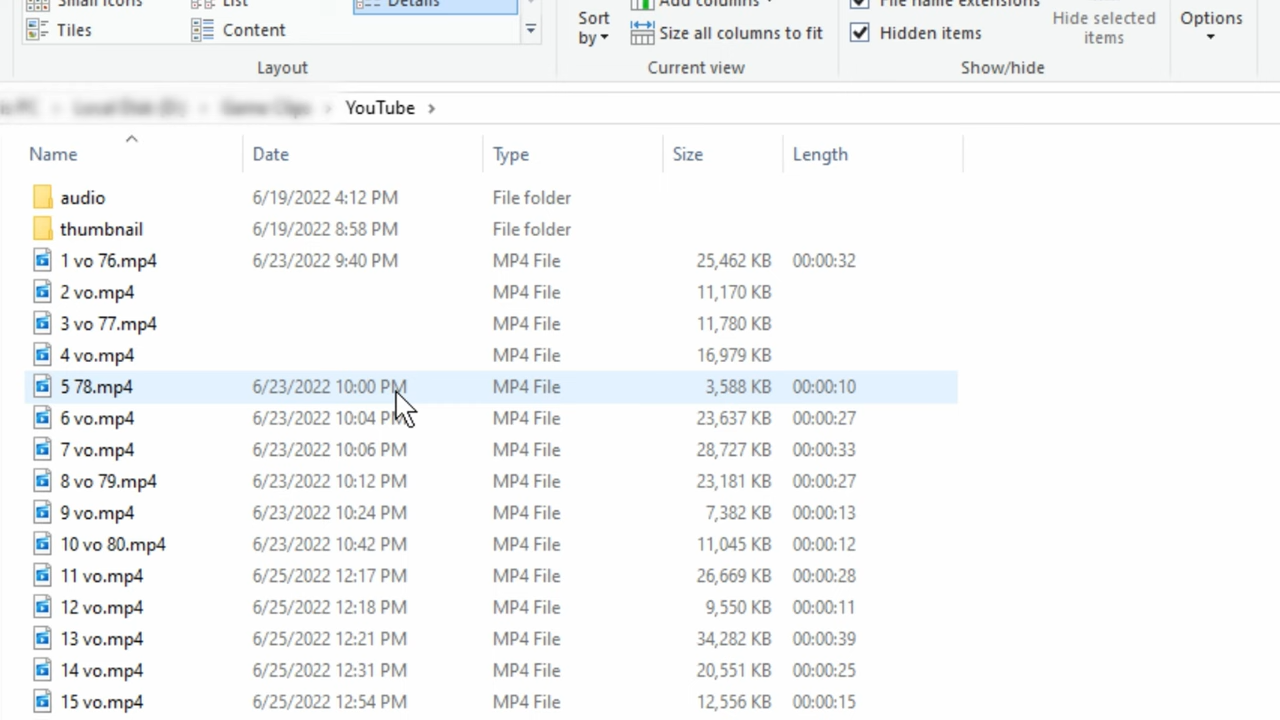 Small icons List Details Add columns File name extensions
Tiles Content Sort by Size all columns to fit Hidden items Hide selected items Options
Layout Current view Show/hide
YouTube
Name Date Type Size Length
audio 6/19/2022 4:12 PM File folder
thumbnail 6/19/2022 8:58 PM File folder
1 vo 76.mp4 6/23/2022 9:40 PM MP4 File 25,462 KB 00:00:32
2 vo.mp4 MP4 File 11,170 KB
3 vo 77.mp4 MP4 File 11,780 KB
4 vo.mp4 MP4 File 16,979 KB
5 78.mp4 6/23/2022 10:00 PM MP4 File 3,588 KB 00:00:10
6 vo.mp4 6/23/2022 10:04 PM MP4 File 23,637 KB 00:00:27
7 vo.mp4 6/23/2022 10:06 PM MP4 File 28,727 KB 00:00:33
8 vo 79.mp4 6/23/2022 10:12 PM MP4 File 23,181 KB 00:00:27
9 vo.mp4 6/23/2022 10:24 PM MP4 File 7,382 KB 00:00:13
10 vo 80.mp4 6/23/2022 10:42 PM MP4 File 11,045 KB 00:00:12
11 vo.mp4 6/25/2022 12:17 PM MP4 File 26,669 KB 00:00:28
12 vo.mp4 6/25/2022 12:18 PM MP4 File 9,550 KB 00:00:11
13 vo.mp4 6/25/2022 12:21 PM MP4 File 34,282 KB 00:00:39
14 vo.mp4 6/25/2022 12:31 PM MP4 File 20,551 KB 00:00:25
15 vo.mp4 6/25/2022 12:54 PM MP4 File 12,556 KB 00:00:15